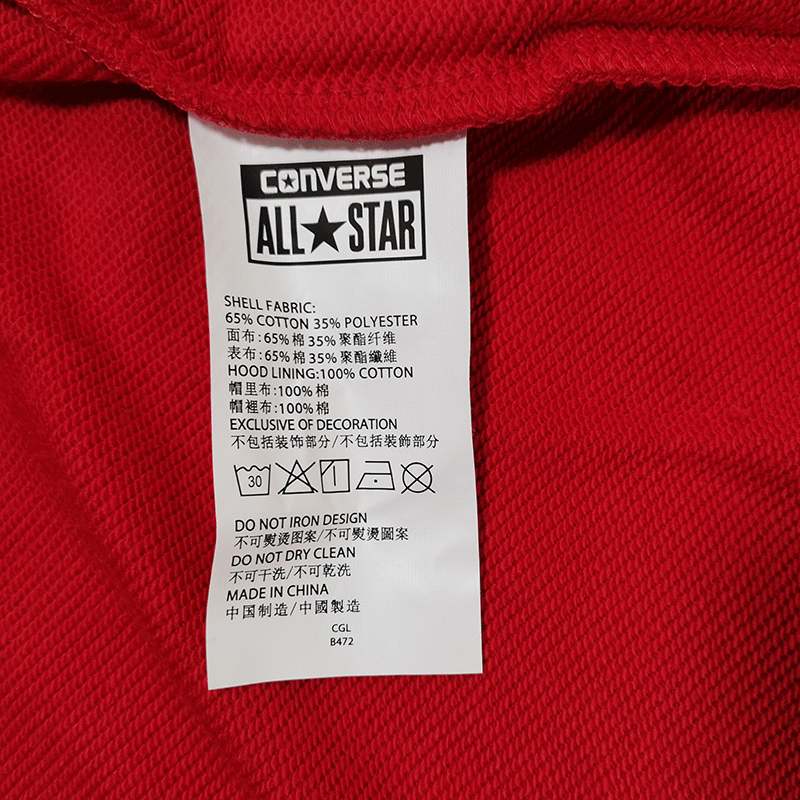 CONVERSE
ALL★STAR
SHELL FABRIC:
65% COTTON 35% POLYESTER
面布:65%棉35%聚酯纤维
表布:65%棉35%聚酯纖維
HOOD LINING:100% COTTON
帽里布:100%棉
帽裡布:100%棉
EXCLUSIVE OF DECORATION
不包括装饰部分/不包括裝飾部分
30
DO NOT IRON DESIGN
不可熨烫图案/不可熨燙圖案
DO NOT DRY CLEAN
不可干洗/不可乾洗
MADE IN CHINA
中国制造/中國製造
CGL
B472